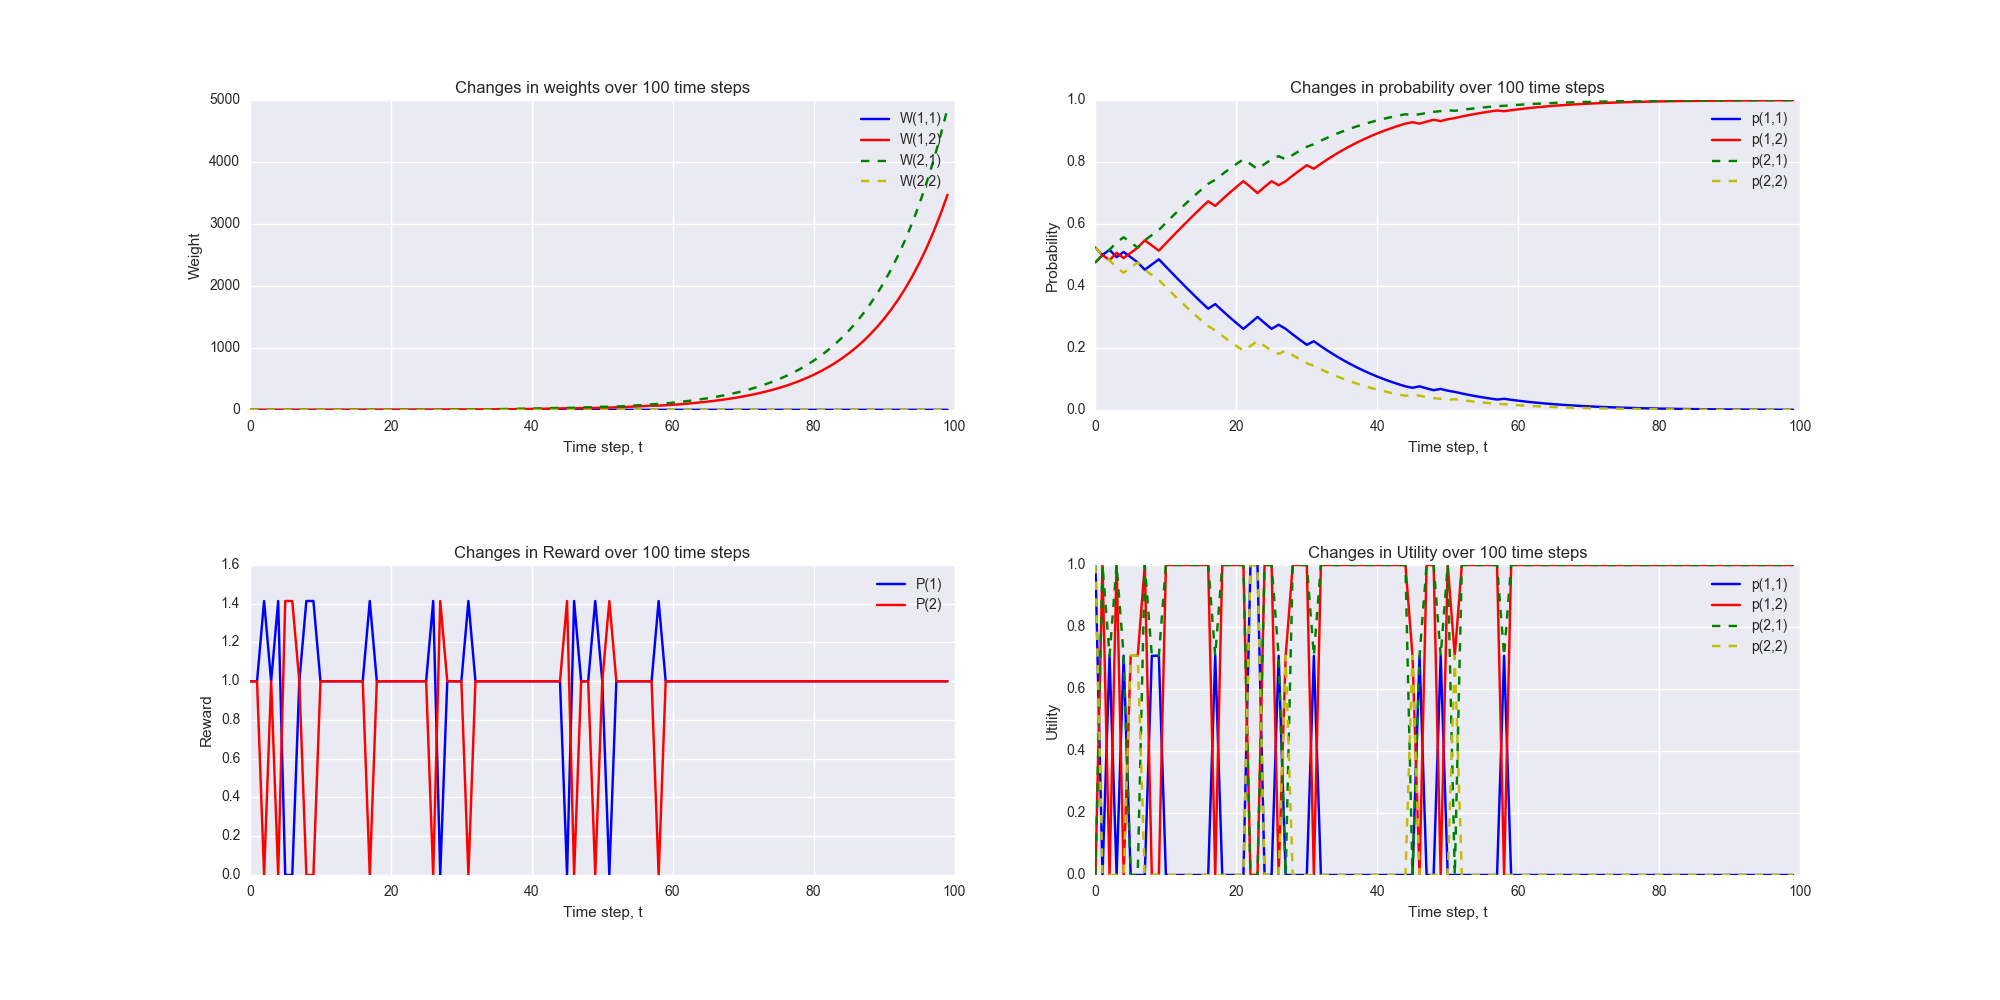 Changes in weights over 100 time steps
5000
4000
3000
2000
1000
0
Weight
W(1,1)
W(1,2)
W(2,1)
W(2,2)
0 20 40 60 80 100
Time step, t
Changes in probability over 100 time steps
1.0
0.8
0.6
0.4
0.2
0.0
Probability
p(1,1)
p(1,2)
p(2,1)
p(2,2)
0 20 40 60 80 100
Time step, t
Changes in Reward over 100 time steps
1.6
1.4
1.2
1.0
0.8
0.6
0.4
0.2
0.0
Reward
P(1)
P(2)
0 20 40 60 80 100
Time step, t
Changes in Utility over 100 time steps
1.0
0.8
0.6
0.4
0.2
0.0
Utility
p(1,1)
p(1,2)
p(2,1)
p(2,2)
0 20 40 60 80 100
Time step, t